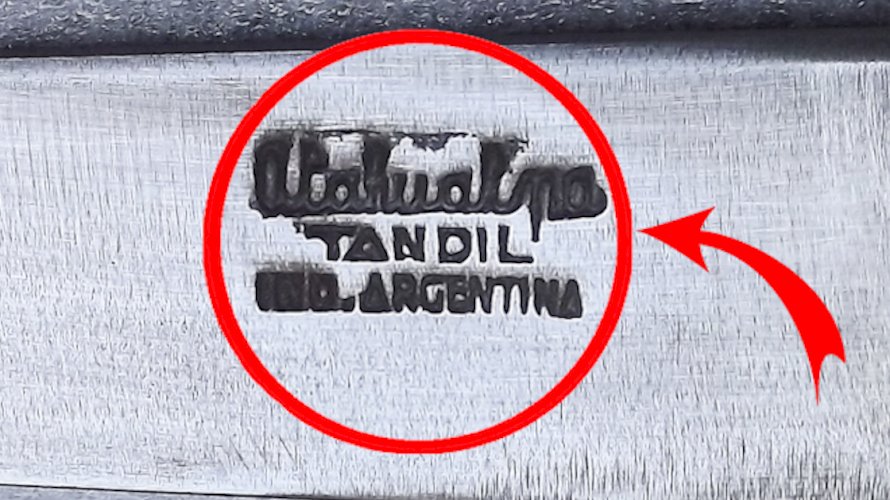 Atahualpa
TANDIL
IND. ARGENTINA